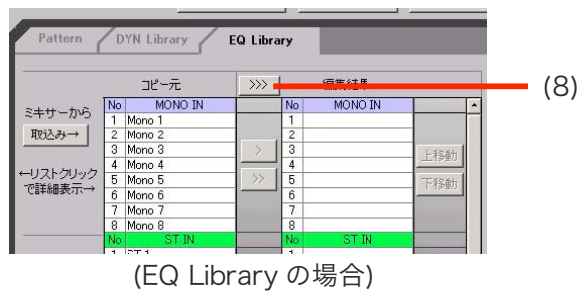 Pattern DYN Library EQ Library
コピー元 >>> 編集結果 (8)
ミキサーから
取込み→
←リストクリック
で詳細表示→
No MONO IN No MONO IN
1 Mono 1 1
2 Mono 2 2
3 Mono 3 3 > 上移動
4 Mono 4 4
5 Mono 5 5 >> 下移動
6 Mono 6 6
7 Mono 7 7
8 Mono 8 8
No ST IN No ST IN
(EQ Library の場合)